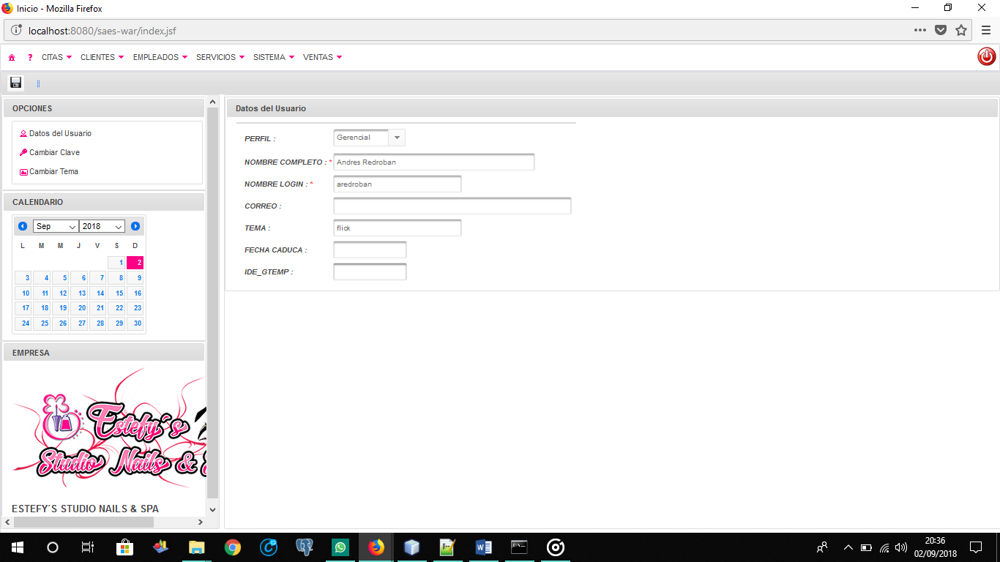 Inicio - Mozilla Firefox
localhost:8080/saes-war/index.jsf
? CITAS CLIENTES EMPLEADOS SERVICIOS SISTEMA VENTAS
OPCIONES
Datos del Usuario
Cambiar Clave
Cambiar Tema
CALENDARIO
Sep 2018
L M M J V S D
1 2
3 4 5 6 7 8 9
10 11 12 13 14 15 16
17 18 19 20 21 22 23
24 25 26 27 28 29 30
EMPRESA
Estefy´s
Studio Nails &
ESTEFY´S STUDIO NAILS & SPA
Datos del Usuario
PERFIL : Gerencial
NOMBRE COMPLETO : * Andres Redroban
NOMBRE LOGIN : * aredroban
CORREO :
TEMA : flick
FECHA CADUCA :
IDE_GTEMP :
20:36
02/09/2018